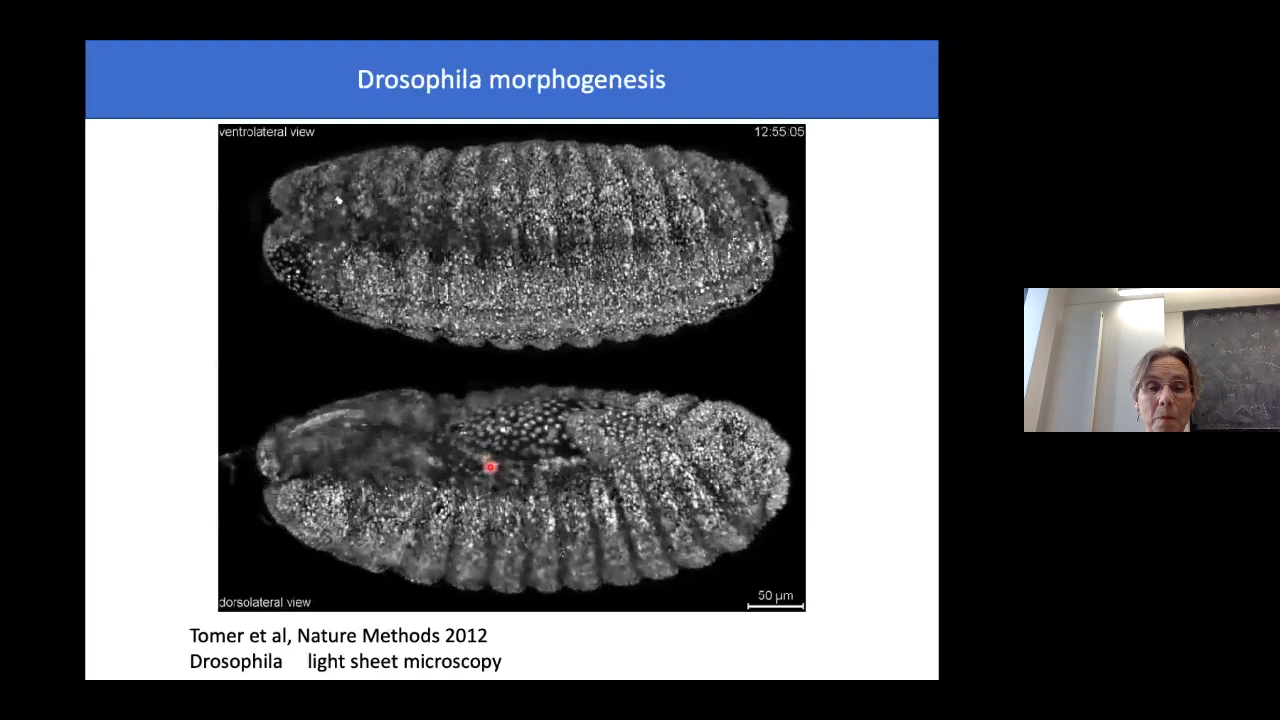 Drosophila morphogenesis
ventrolateral view
12:55:05
dorsolateral view
50 µm
Tomer et al, Nature Methods 2012
Drosophila light sheet microscopy